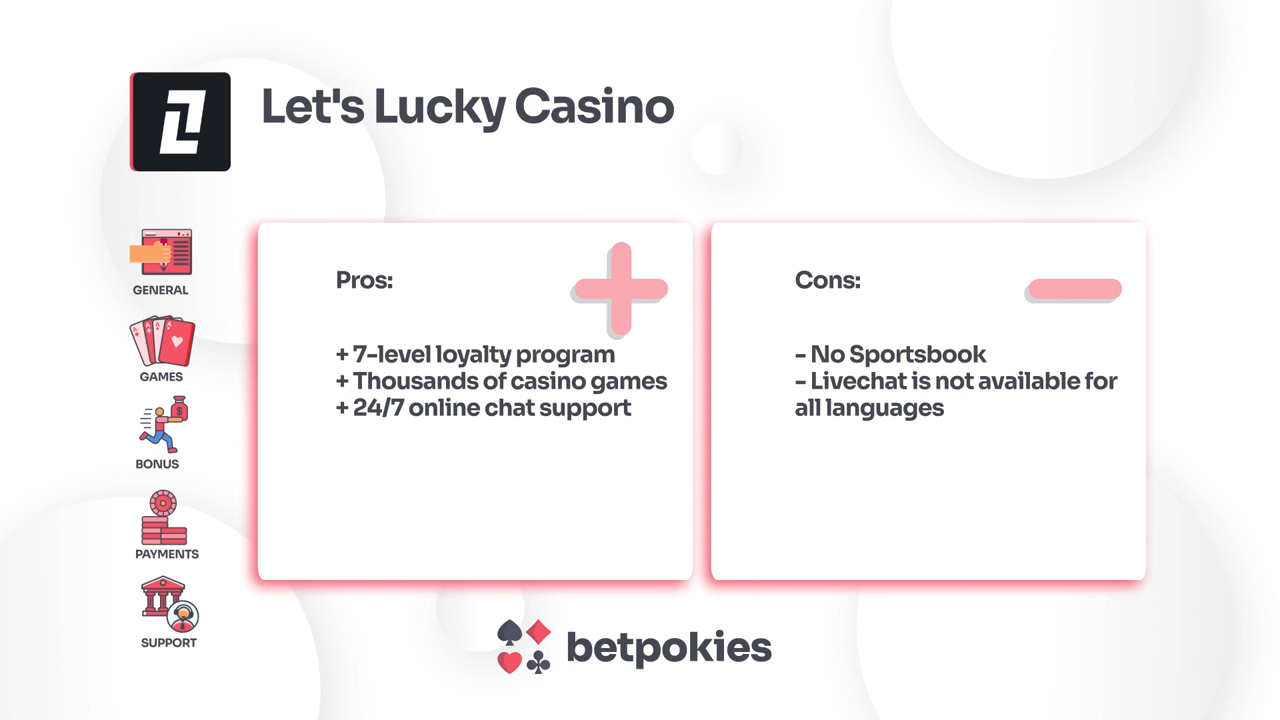 Let's Lucky Casino
GENERAL
GAMES
BONUS
PAYMENTS
SUPPORT
Pros:
+ 7-level loyalty program
+ Thousands of casino games
+ 24/7 online chat support
Cons:
- No Sportsbook
- Livechat is not available for
all languages
betpokies